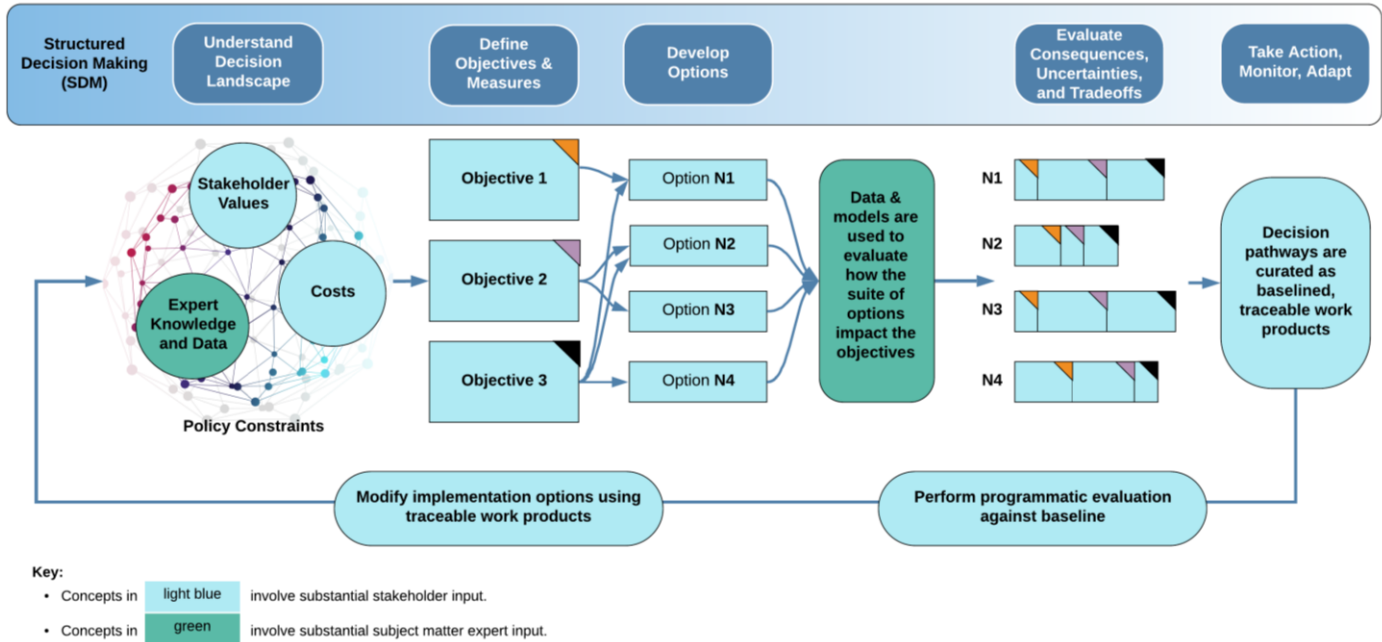 Structured
Decision Making
(SDM)
Understand
Decision
Landscape
Define
Objectives &
Measures
Develop
Options
Evaluate
Consequences,
Uncertainties,
and Tradeoffs
Take Action,
Monitor, Adapt
Stakeholder
Values
Costs
Expert
Knowledge
and Data
Policy Constraints
Objective 1
Objective 2
Objective 3
Option N1
Option N2
Option N3
Option N4
Data &
models are
used to
evaluate
how the
suite of
options
impact the
objectives
N1
N2
N3
N4
Decision
pathways are
curated as
baselined,
traceable work
products
Modify implementation options using
traceable work products
Perform programmatic evaluation
against baseline
Key:
• Concepts in light blue involve substantial stakeholder input.
• Concepts in green involve substantial subject matter expert input.